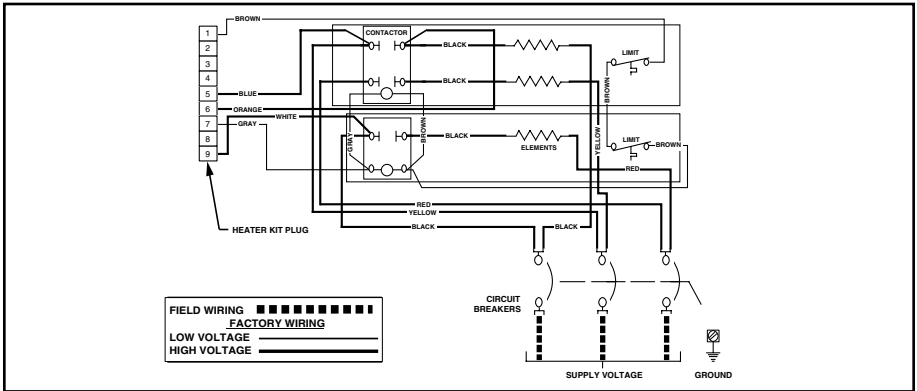 BROWN
CONTACTOR
1
2
3
4
5
6
7
8
9
BLACK
LIMIT
BLACK
BLUE
ORANGE
WHITE
GRAY
BROWN
YELLOW
GRAY
BROWN
BLACK
ELEMENTS
LIMIT
BROWN
RED
RED
YELLOW
BLACK
BLACK
HEATER KIT PLUG
CIRCUIT
BREAKERS
FIELD WIRING
FACTORY WIRING
LOW VOLTAGE
HIGH VOLTAGE
SUPPLY VOLTAGE
GROUND